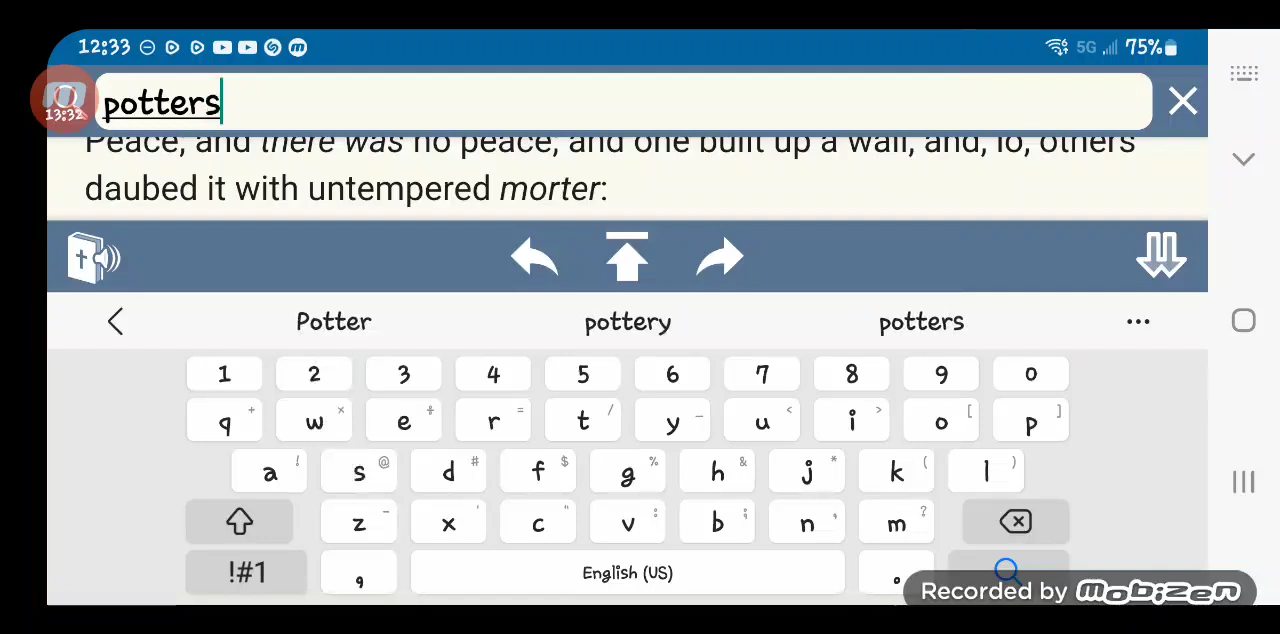 12:33 5G 75%
potters
13:32
Peace; and there was no peace; and one built up a wall, and, lo, others
daubed it with untempered morter:
Potter pottery potters ...
1 2 3 4 5 6 7 8 9 0
q + w × e ÷ r = t / y _ u < i > o [ p ]
a ! s @ d # f $ g % h & j * k ( l )
z - x ' c " v : b ; n , m ?
!#1 , English (US) .
Recorded by mobizen